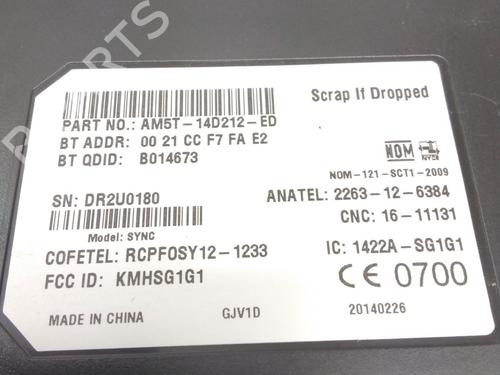 Scrap If Dropped
PART NO.: AM5T-14D212-ED
BT ADDR: 00 21 CC F7 FA E2
BT QDID: B014673
NOM
NYCE
NOM-121-SCT1-2009
SN: DR2U0180
ANATEL: 2263-12-6384
CNC: 16-11131
Model: SYNC
COFETEL: RCPFOSY12-1233
IC: 1422A-SG1G1
FCC ID: KMHSG1G1
CE 0700
MADE IN CHINA
GJV1D
20140226